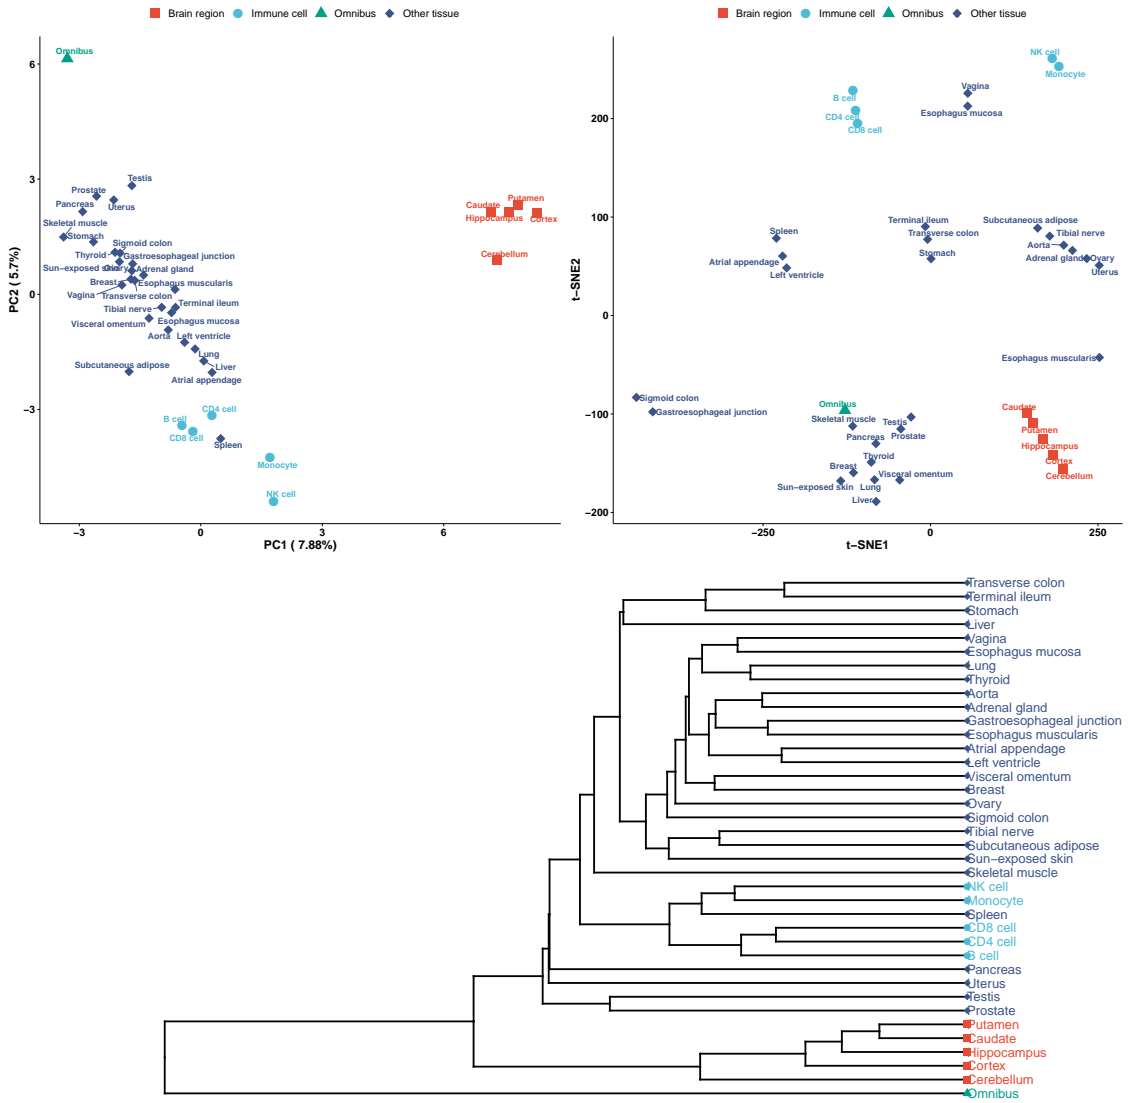 Brain region Immune cell Omnibus Other tissue
Omnibus
Testis
Prostate
Uterus
Pancreas
Skeletal muscle
Stomach
Sigmoid colon
Thyroid
Gastroesophageal junction
Sun−exposed skin
Ovary
Adrenal gland
Breast
Esophagus muscularis
Vagina
Transverse colon
Tibial nerve
Terminal ileum
Visceral omentum
Esophagus mucosa
Aorta
Left ventricle
Lung
Subcutaneous adipose
Liver
Atrial appendage
CD4 cell
B cell
CD8 cell
Spleen
Monocyte
NK cell
Putamen
Caudate
Hippocampus
Cortex
Cerebellum
6
3
0
−3
PC2 ( 5.7%)
−3 0 3 6
PC1 ( 7.88%)
Brain region Immune cell Omnibus Other tissue
NK cell
Monocyte
Vagina
Esophagus mucosa
B cell
CD4 cell
CD8 cell
Terminal ileum
Transverse colon
Stomach
Subcutaneous adipose
Tibial nerve
Aorta
Adrenal gland
Ovary
Uterus
Spleen
Atrial appendage
Left ventricle
Esophagus muscularis
Sigmoid colon
Gastroesophageal junction
Omnibus
Skeletal muscle
Testis
Prostate
Pancreas
Thyroid
Breast
Visceral omentum
Sun−exposed skin
Lung
Liver
Caudate
Putamen
Hippocampus
Cortex
Cerebellum
200
100
0
−100
−200
t−SNE2
−250 0 250
t−SNE1
Transverse colon
Terminal ileum
Stomach
Liver
Vagina
Esophagus mucosa
Lung
Thyroid
Aorta
Adrenal gland
Gastroesophageal junction
Esophagus muscularis
Atrial appendage
Left ventricle
Visceral omentum
Breast
Ovary
Sigmoid colon
Tibial nerve
Subcutaneous adipose
Sun−exposed skin
Skeletal muscle
NK cell
Monocyte
Spleen
CD8 cell
CD4 cell
B cell
Pancreas
Uterus
Testis
Prostate
Putamen
Caudate
Hippocampus
Cortex
Cerebellum
Omnibus